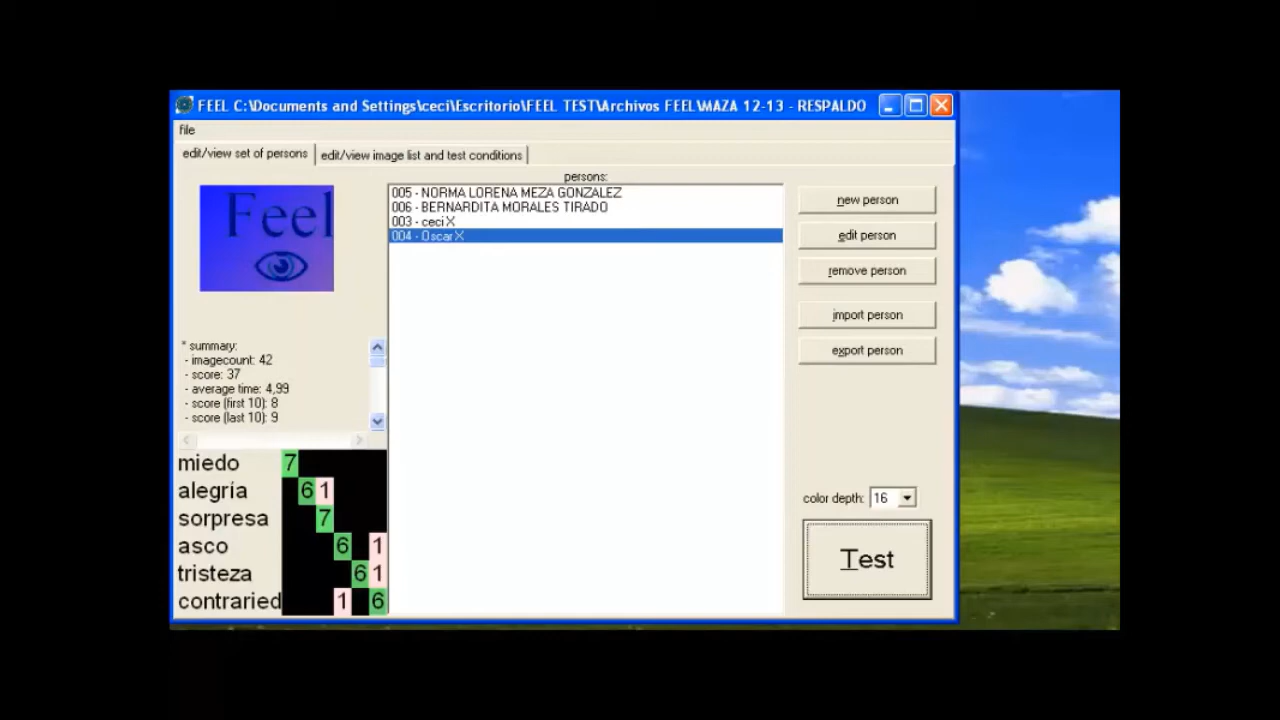 FEEL C:\Documents and Settings\ceci\Escritorio\FEEL TEST\Archivos FEEL\MAZA 12-13 - RESPALDO
file
edit/view set of persons
edit/view image list and test conditions
persons:
Feel
005 - NORMA LORENA MEZA GONZALEZ
006 - BERNARDITA MORALES TIRADO
003 - ceci X
004 - Oscar X
new person
edit person
remove person
import person
export person
* summary:
- imagecount: 42
- score: 37
- average time: 4,99
- score (first 10): 8
- score (last 10): 9
miedo 7
alegría 6 1
sorpresa 7
asco 6 1
tristeza 6 1
contraried 1 6
color depth: 16
Test